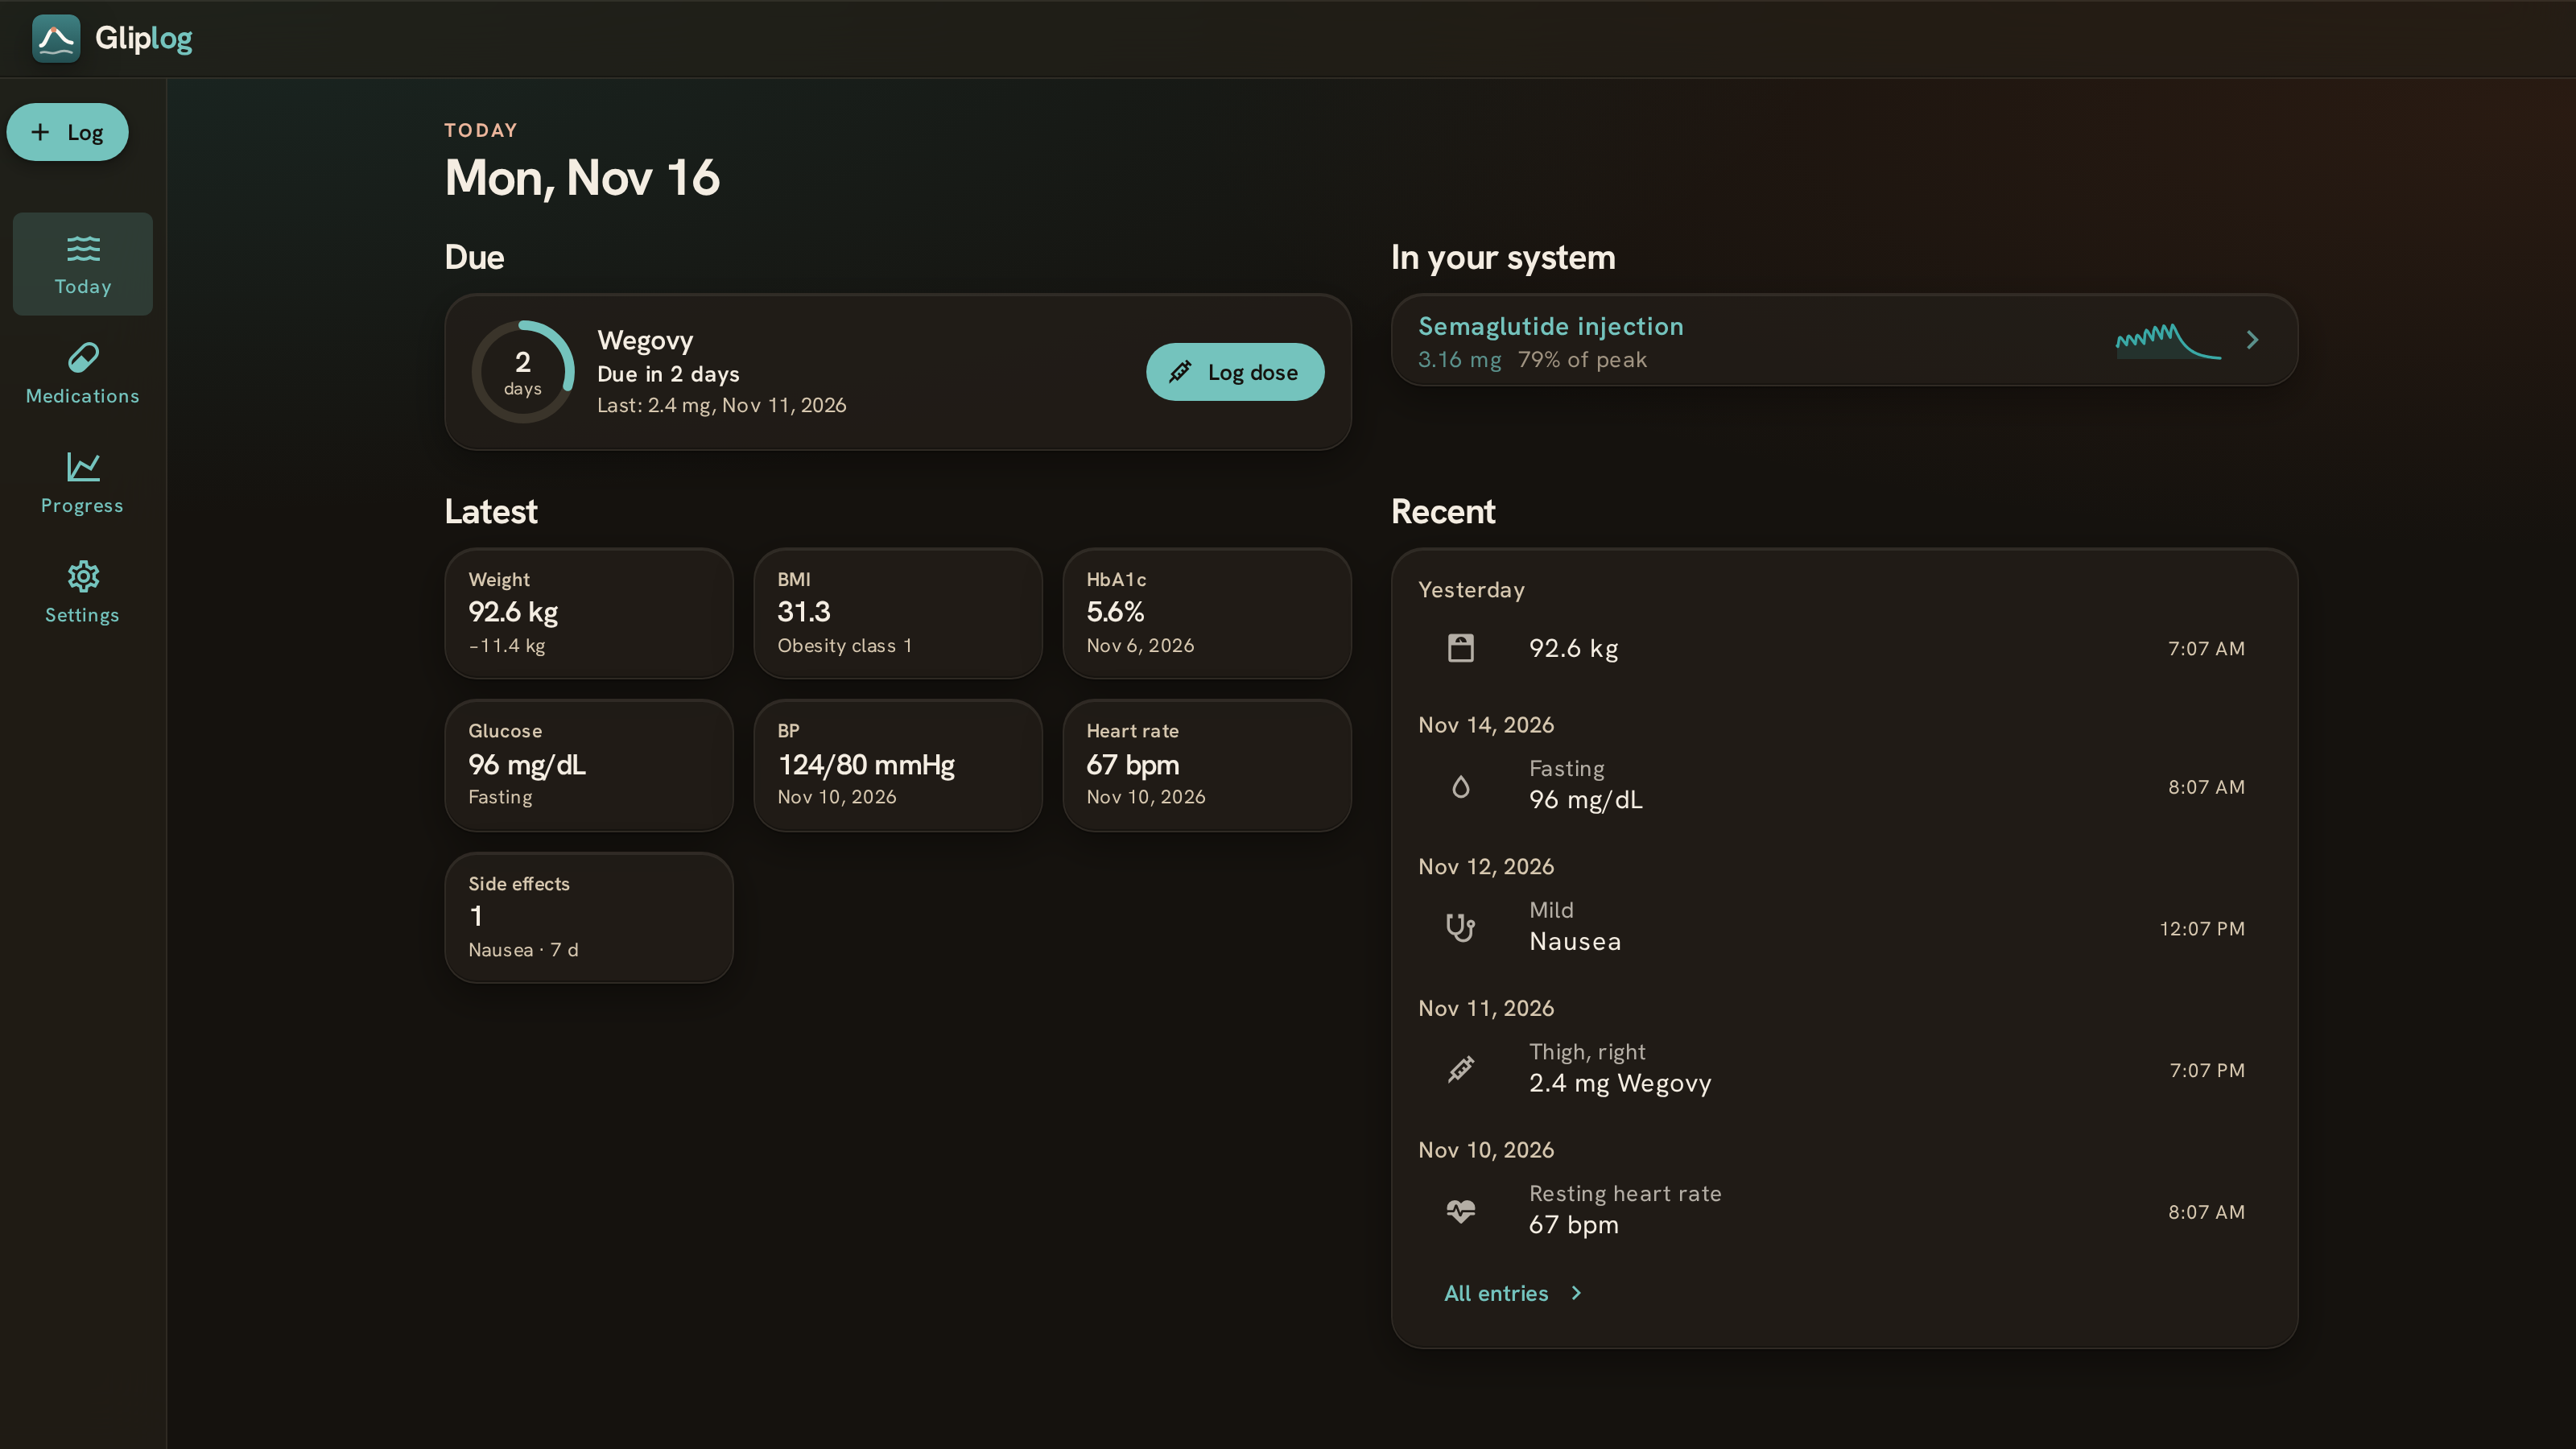 Gliplog
Log
Today
Medications
Progress
Settings
TODAY
Mon, Nov 16
Due
2
days
Wegovy
Due in 2 days
Last: 2.4 mg, Nov 11, 2026
Log dose
In your system
Semaglutide injection
3.16 mg 79% of peak
Latest
Weight
92.6 kg
−11.4 kg
BMI
31.3
Obesity class 1
HbA1c
5.6%
Nov 6, 2026
Glucose
96 mg/dL
Fasting
BP
124/80 mmHg
Nov 10, 2026
Heart rate
67 bpm
Nov 10, 2026
Side effects
1
Nausea · 7 d
Recent
Yesterday
92.6 kg
7:07 AM
Nov 14, 2026
Fasting
96 mg/dL
8:07 AM
Nov 12, 2026
Mild
Nausea
12:07 PM
Nov 11, 2026
Thigh, right
2.4 mg Wegovy
7:07 PM
Nov 10, 2026
Resting heart rate
67 bpm
8:07 AM
All entries